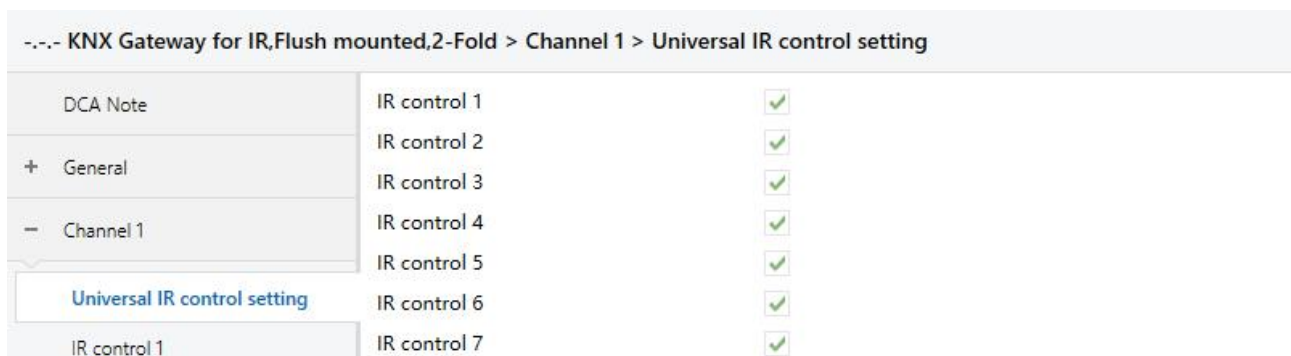 -.-.- KNX Gateway for IR,Flush mounted,2-Fold > Channel 1 > Universal IR control setting
DCA Note
+ General
− Channel 1
Universal IR control setting
IR control 1
IR control 1
IR control 2
IR control 3
IR control 4
IR control 5
IR control 6
IR control 7